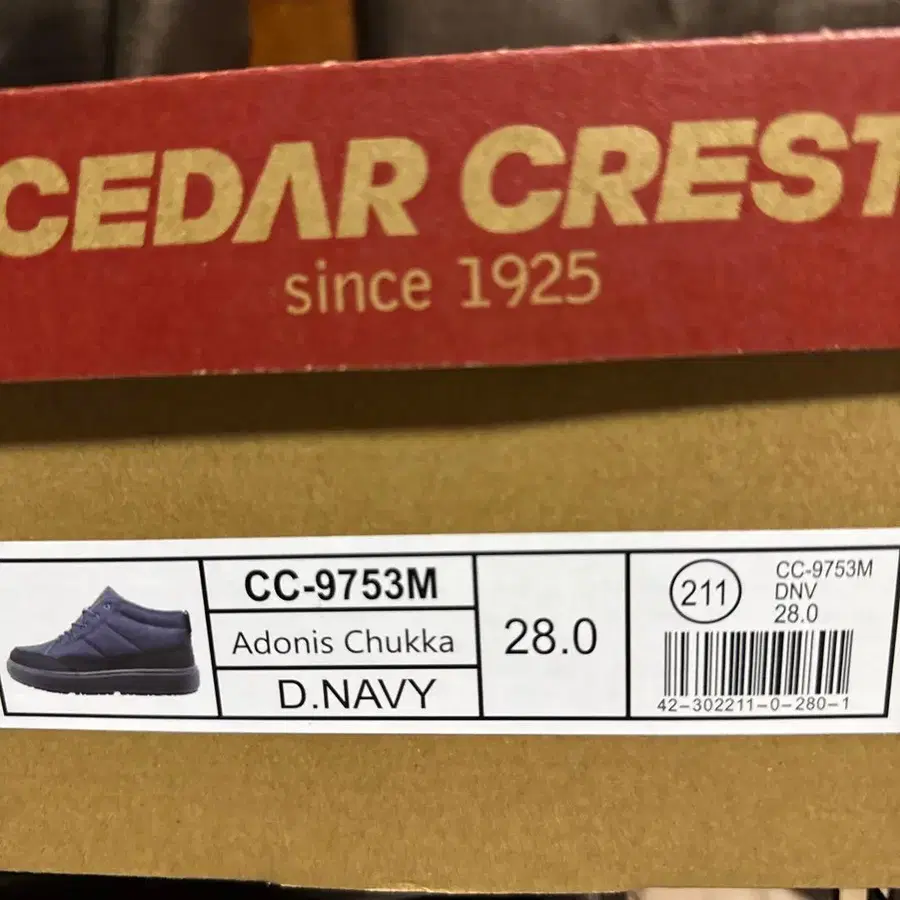 CEDAR CREST
since 1925
CC-9753M
Adonis Chukka
D.NAVY
28.0
211
CC-9753M
DNV
28.0
42-302211-0-280-1